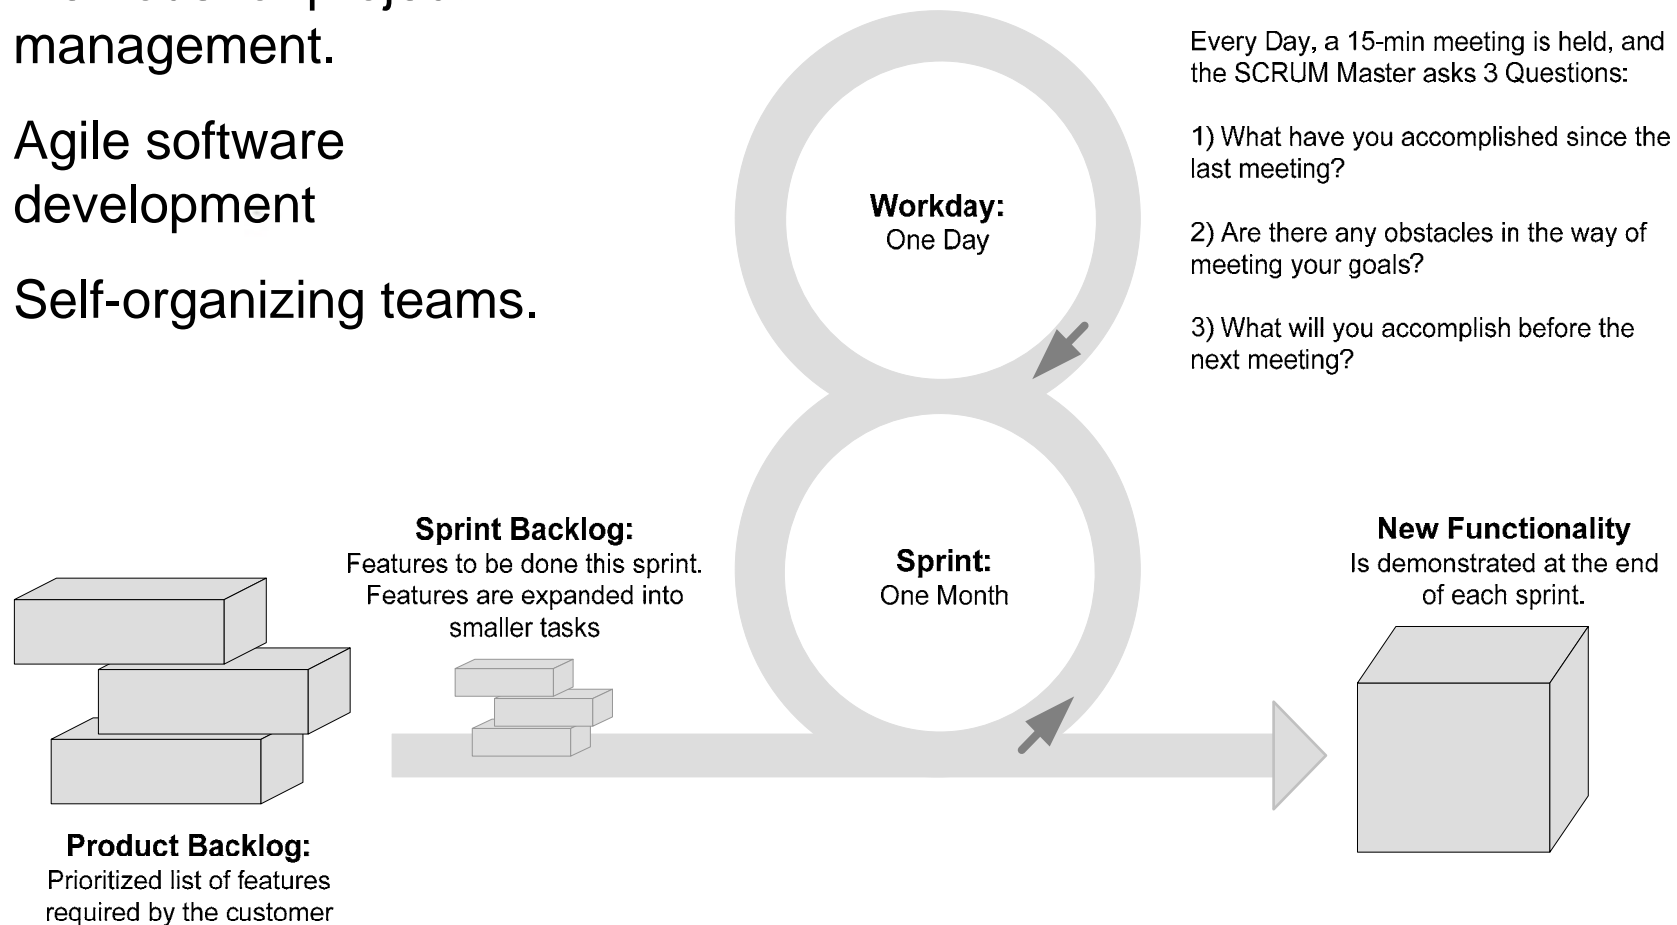 management.
Agile software
development
Self-organizing teams.
Every Day, a 15-min meeting is held, and
the SCRUM Master asks 3 Questions:
1) What have you accomplished since the
last meeting?
2) Are there any obstacles in the way of
meeting your goals?
3) What will you accomplish before the
next meeting?
Workday:
One Day
Sprint Backlog:
Features to be done this sprint.
Features are expanded into
smaller tasks
Sprint:
One Month
New Functionality
Is demonstrated at the end
of each sprint.
Product Backlog:
Prioritized list of features
required by the customer